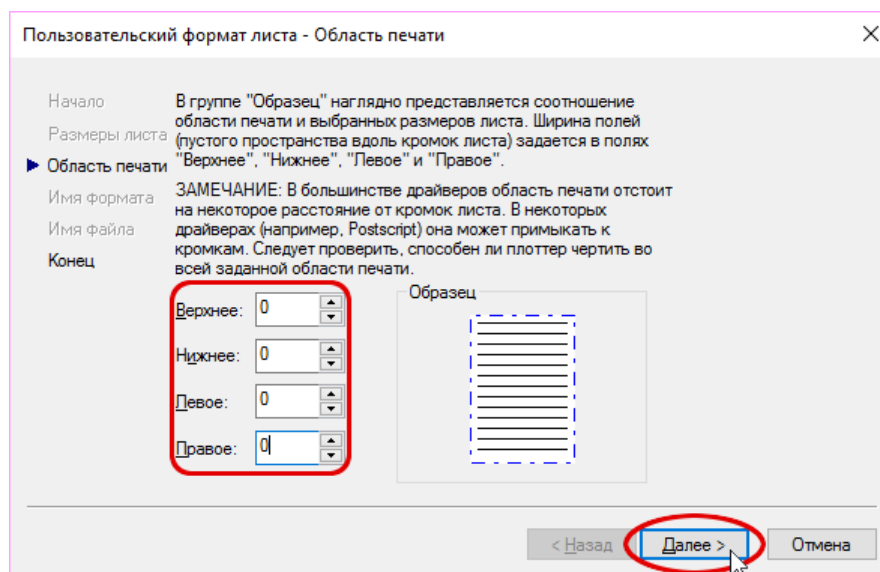 Пользовательский формат листа - Область печати
Начало
Размеры листа
Область печати
Имя формата
Имя файла
Конец
В группе "Образец" наглядно представляется соотношение
области печати и выбранных размеров листа. Ширина полей
(пустого пространства вдоль кромок листа) задается в полях
"Верхнее", "Нижнее", "Левое" и "Правое".
ЗАМЕЧАНИЕ: В большинстве драйверов область печати отстоит
на некоторое расстояние от кромок листа. В некоторых
драйверах (например, Postscript) она может примыкать к
кромкам. Следует проверить, способен ли плоттер чертить во
всей заданной области печати.
Верхнее: 0
Нижнее: 0
Левое: 0
Правое: 0
Образец
< Назад
Далее >
Отмена